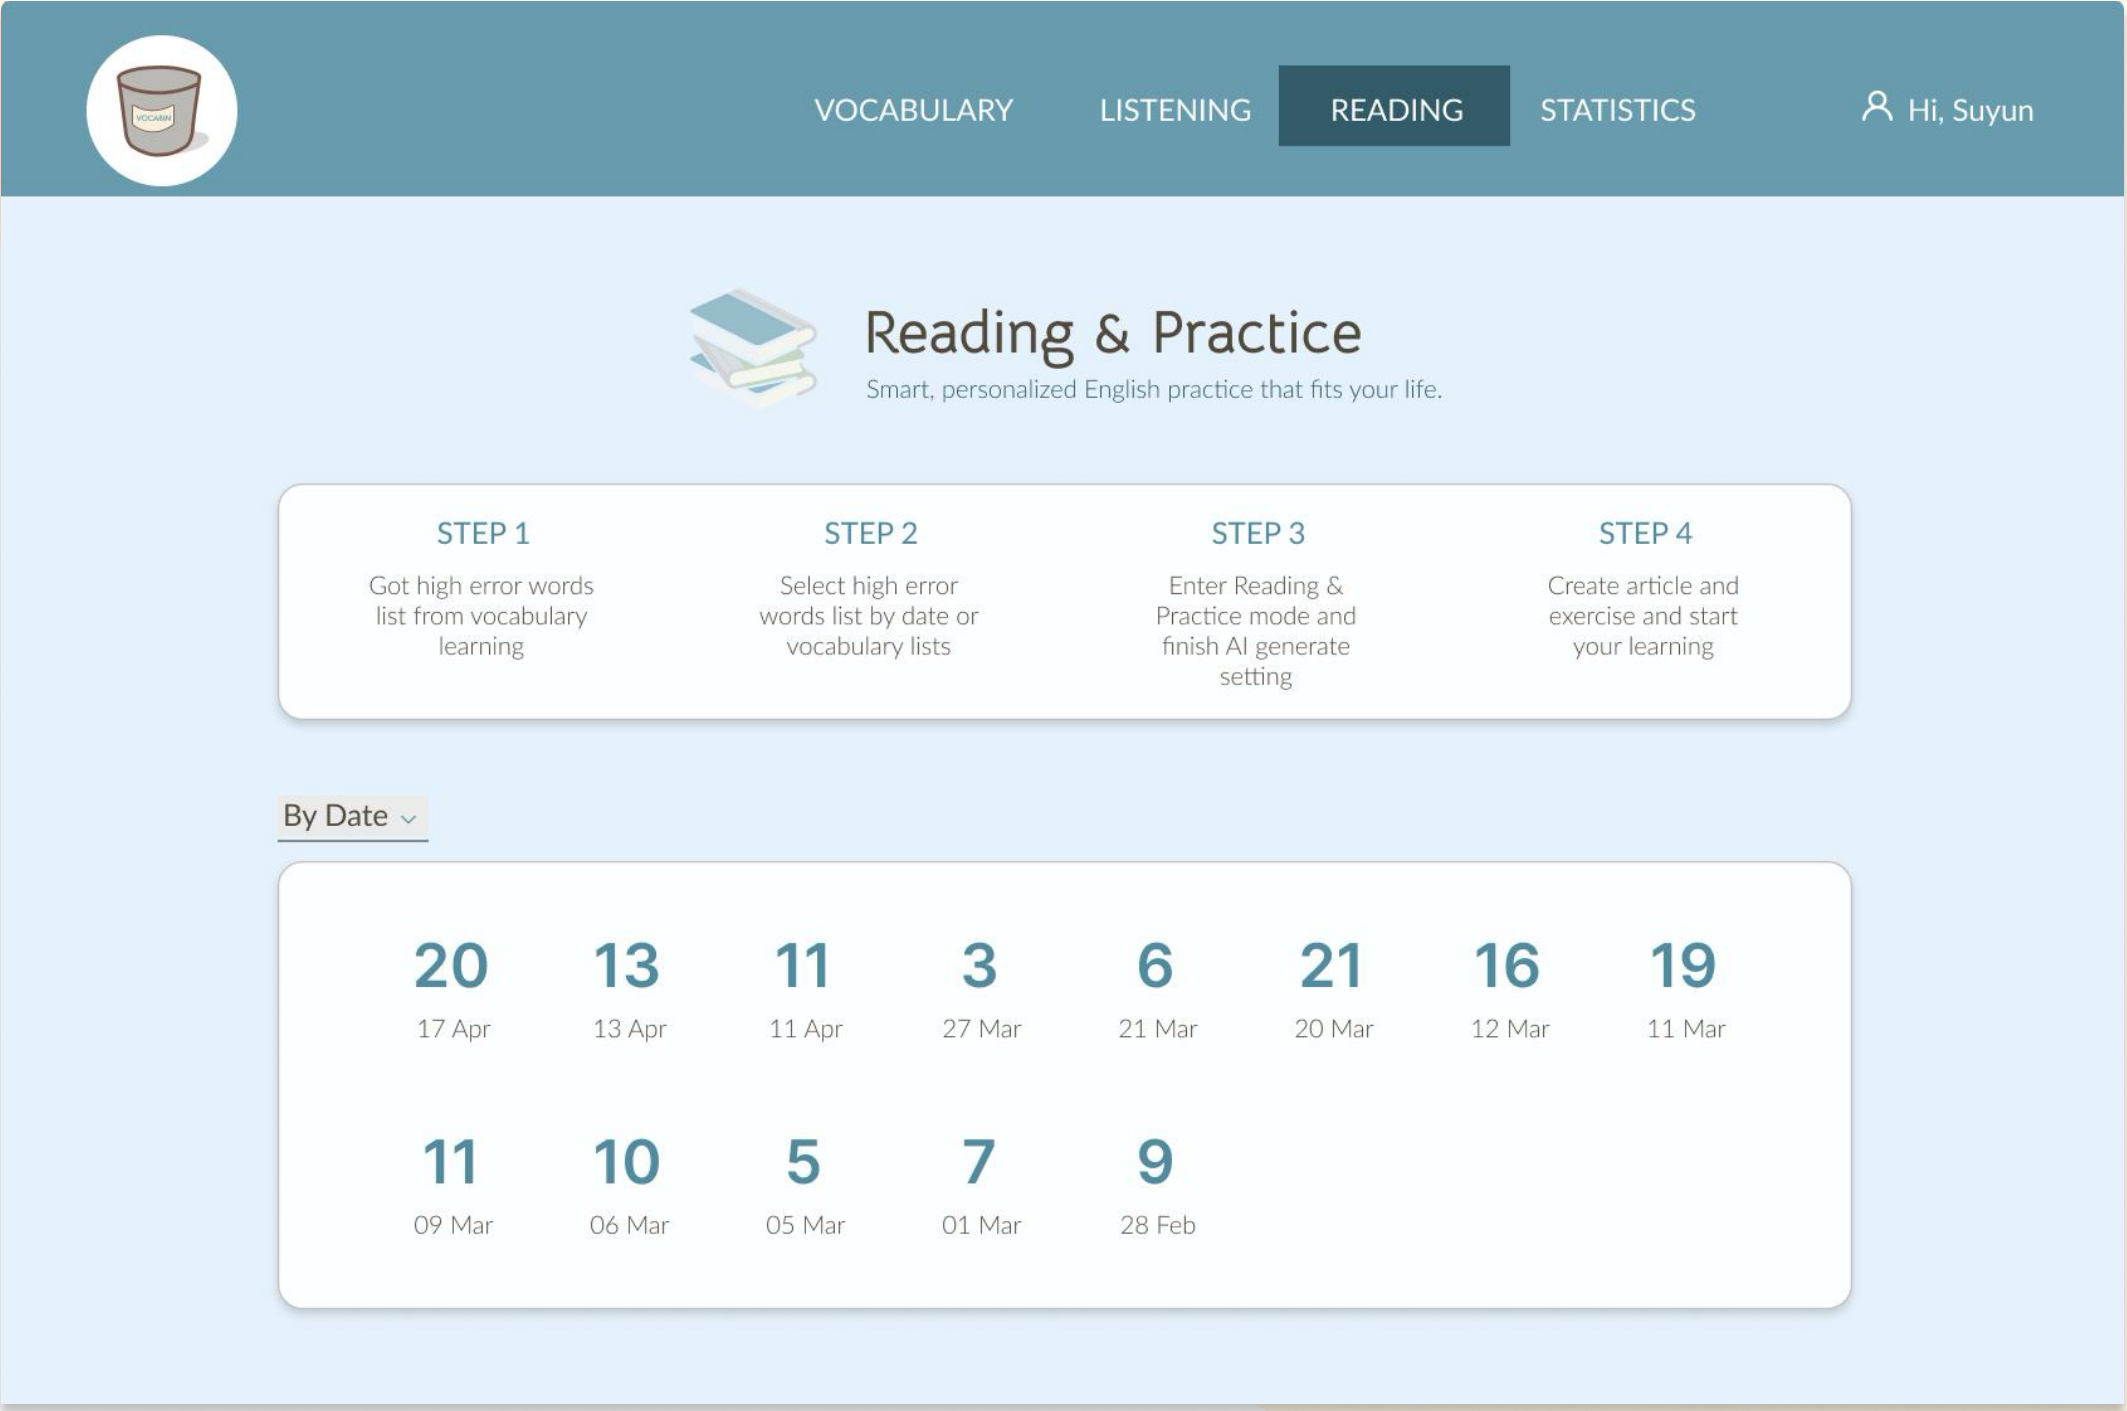 VOCABIN
VOCABULARY LISTENING READING STATISTICS Hi, Suyun
Reading & Practice
Smart, personalized English practice that fits your life.
STEP 1
Got high error words
list from vocabulary
learning
STEP 2
Select high error
words list by date or
vocabulary lists
STEP 3
Enter Reading &
Practice mode and
finish AI generate
setting
STEP 4
Create article and
exercise and start
your learning
By Date
20 13 11 3 6 21 16 19
17 Apr 13 Apr 11 Apr 27 Mar 21 Mar 20 Mar 12 Mar 11 Mar
11 10 5 7 9
09 Mar 06 Mar 05 Mar 01 Mar 28 Feb